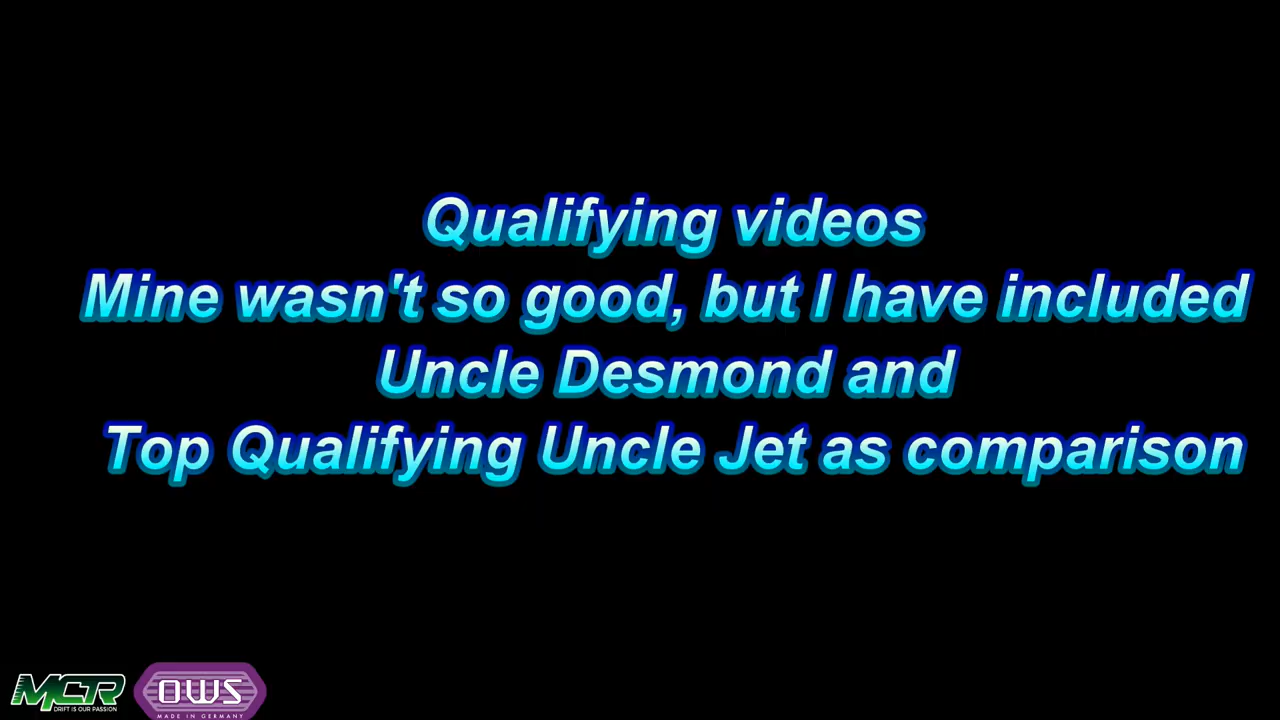 Qualifying videos
Mine wasn't so good, but I have included
Uncle Desmond and
Top Qualifying Uncle Jet as comparison
MCR
DRIFT IS OUR PASSION
OWS
MADE IN GERMANY